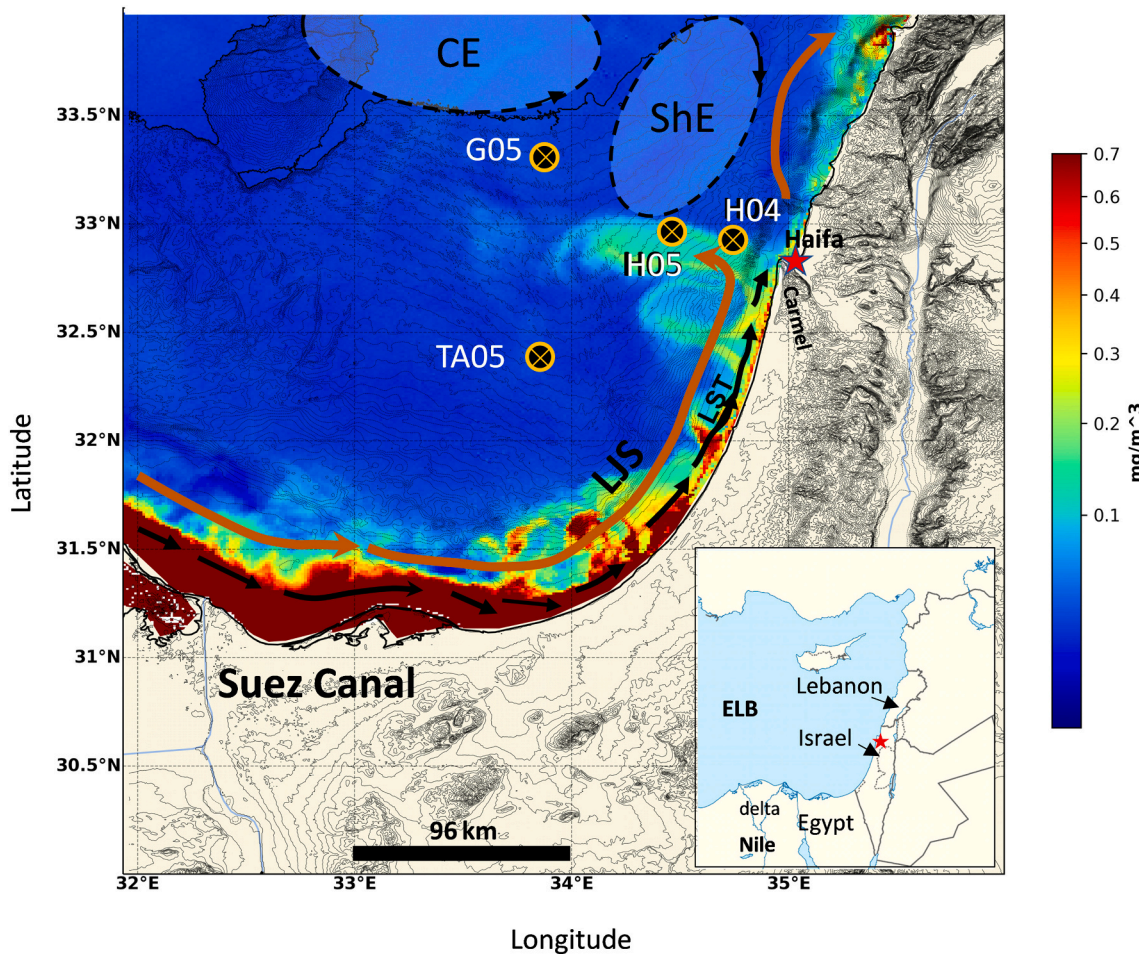 CE
ShE
33.5°N
G05
33°N
H04
Haifa
H05
Carmel
32.5°N
TA05
LST
32°N
LJS
31.5°N
31°N
Suez Canal
30.5°N
96 km
32°E
33°E
34°E
35°E
Latitude
Longitude
0.7
0.6
0.5
0.4
0.3
0.2
0.1
mg/m^3
Lebanon
ELB
Israel
delta
Egypt
Nile